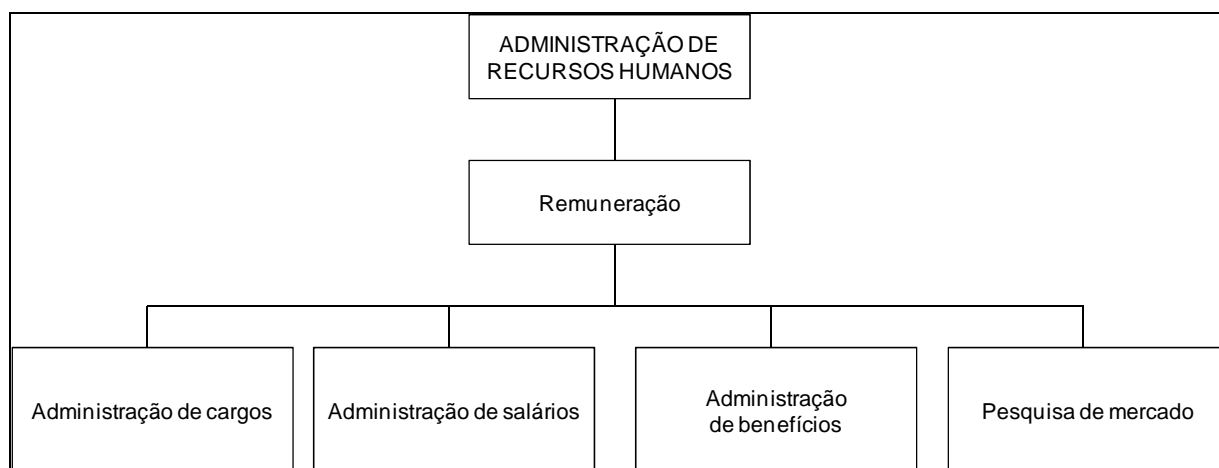 ADMINISTRAÇÃO DE
RECURSOS HUMANOS
Remuneração
Administração de cargos
Administração de salários
Administração
de benefícios
Pesquisa de mercado